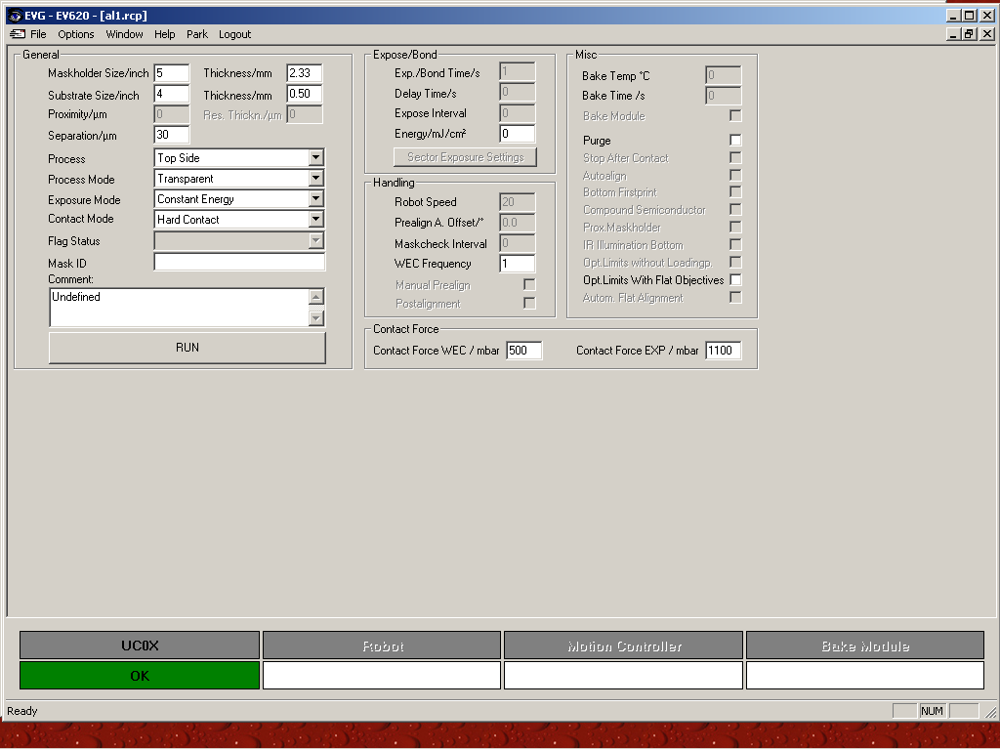 EVG - EV620 - [al1.rcp]
File Options Window Help Park Logout
General
Maskholder Size/inch 5 Thickness/mm 2.33
Substrate Size/inch 4 Thickness/mm 0.50
Proximity/µm 0 Res. Thickn./µm 0
Separation/µm 30
Process Top Side
Process Mode Transparent
Exposure Mode Constant Energy
Contact Mode Hard Contact
Flag Status
Mask ID
Comment:
Undefined
RUN
Expose/Bond
Exp./Bond Time/s 1
Delay Time/s 0
Expose Interval 0
Energy/mJ/cm² 0
Sector Exposure Settings
Handling
Robot Speed 20
Prealign A. Offset/° 0.0
Maskcheck Interval 0
WEC Frequency 1
Manual Prealign
Postalignment
Misc
Bake Temp °C 0
Bake Time /s 0
Bake Module
Purge
Stop After Contact
Autoalign
Bottom Firstprint
Compound Semiconductor
Prox.Maskholder
IR Illumination Bottom
Opt.Limits without Loadingp.
Opt.Limits With Flat Objectives
Autom. Flat Alignment
Contact Force
Contact Force WEC / mbar 500 Contact Force EXP / mbar 1100
UC0X Robot Motion Controller Bake Module
OK
Ready NUM